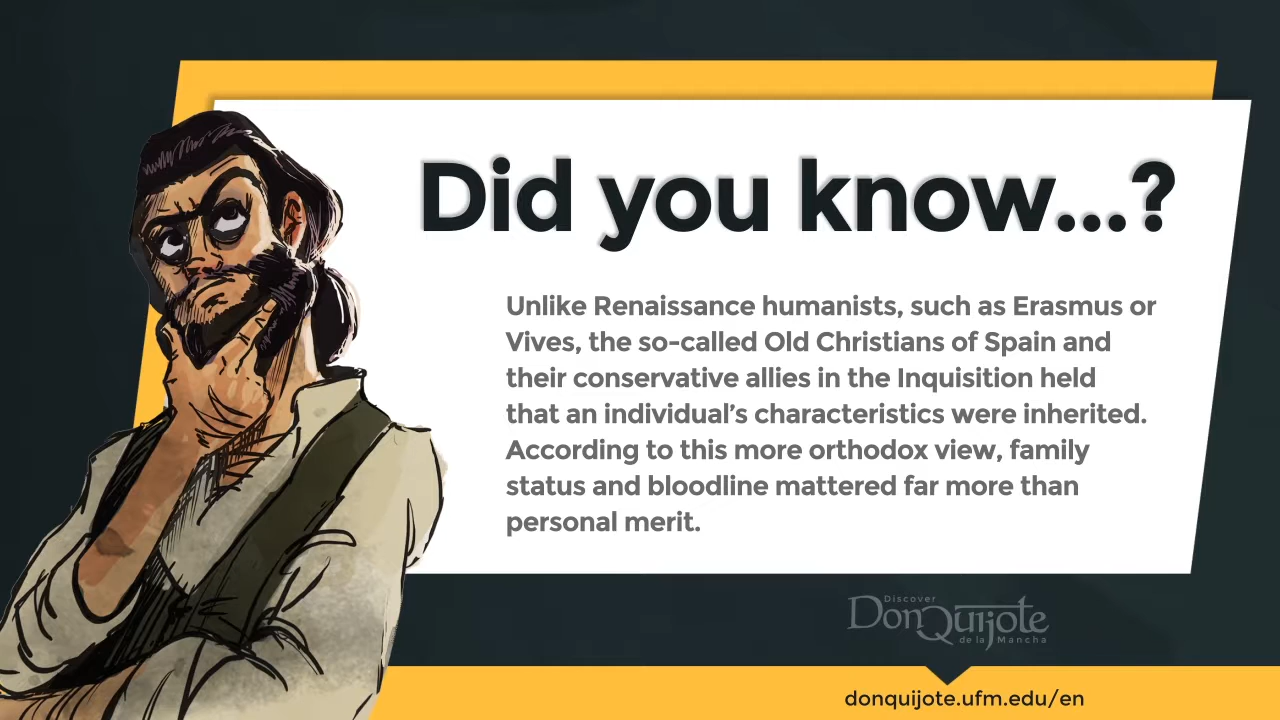 Did you know...?
Unlike Renaissance humanists, such as Erasmus or
Vives, the so-called Old Christians of Spain and
their conservative allies in the Inquisition held
that an individual’s characteristics were inherited.
According to this more orthodox view, family
status and bloodline mattered far more than
personal merit.
Discover
DonQuijote
de la Mancha
donquijote.ufm.edu/en